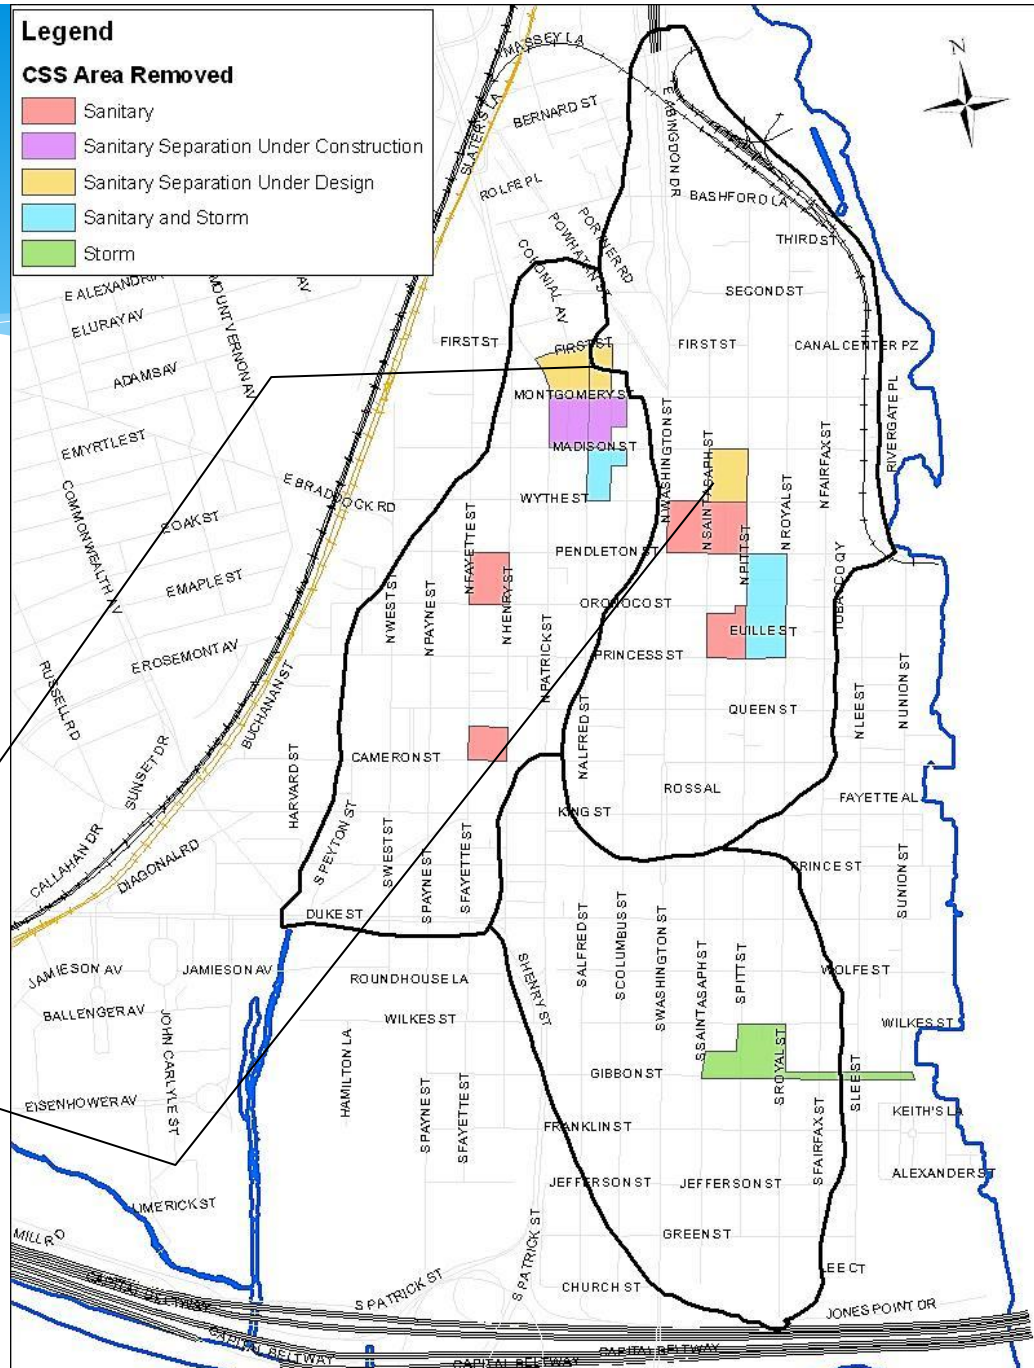 Legend
CSS Area Removed
Sanitary
Sanitary Separation Under Construction
Sanitary Separation Under Design
Sanitary and Storm
Storm
N
MASSEY LA
SLATER'S LA
BERNARD ST
E ABINGDON DR
ROLFE PL
BASHFORD LA
PORTNER RD
POWHATAN ST
THIRD ST
COLONIAL AV
E ALEXANDRI
MOUNT VERNON AV
AV
SECOND ST
E LURAY AV
FIRST ST
FIRST ST
FIRST ST
CANAL CENTER PZ
ADAMS AV
RIVERGATE PL
MONTGOMERY ST
E MYRTLE ST
MADISON ST
N WASHINGTON ST
N SAINT ASAPH ST
N FAIRFAX ST
E BRADDOCK RD
WYTHE ST
N ROYAL ST
COMMONWEALTH AV
E OAK ST
N FAYETTE ST
PENDLETON ST
N PITT ST
E MAPLE ST
N WEST ST
N PAYNE ST
N HENRY ST
ORONOCO ST
TOBACCO QY
EUILLE ST
N PATRICK ST
PRINCESS ST
E ROSEMONT AV
RUSSELL RD
BUCHANAN ST
N LEE ST
N UNION ST
QUEEN ST
N ALFRED ST
SUNSET DR
CAMERON ST
HARVARD ST
ROSS AL
FAYETTE AL
KING ST
CALLAHAN DR
DIAGONAL RD
S PEYTON ST
S WEST ST
S PAYNE ST
S FAYETTE ST
PRINCE ST
S UNION ST
DUKE ST
S ALFRED ST
S COLUMBUS ST
S WASHINGTON ST
S SAINT ASAPH ST
S PITT ST
JAMIESON AV
JAMIESON AV
ROUNDHOUSE LA
S HENRY ST
WOLFE ST
BALLENGER AV
WILKES ST
WILKES ST
JOHN CARLYLE ST
HAMILTON LA
GIBBON ST
S ROYAL ST
S LEE ST
EISENHOWER AV
S PAYNE ST
S FAYETTE ST
FRANKLIN ST
S FAIRFAX ST
KEITH'S LA
JEFFERSON ST
JEFFERSON ST
ALEXANDER ST
LIMERICK ST
MILL RD
GREEN ST
S PATRICK ST
S PATRICK ST
LEE CT
CHURCH ST
JONES POINT DR
CAPITAL BELTWAY
CAPITAL BELTWAY
CAPITAL BELTWAY
CAPITAL BELTWAY